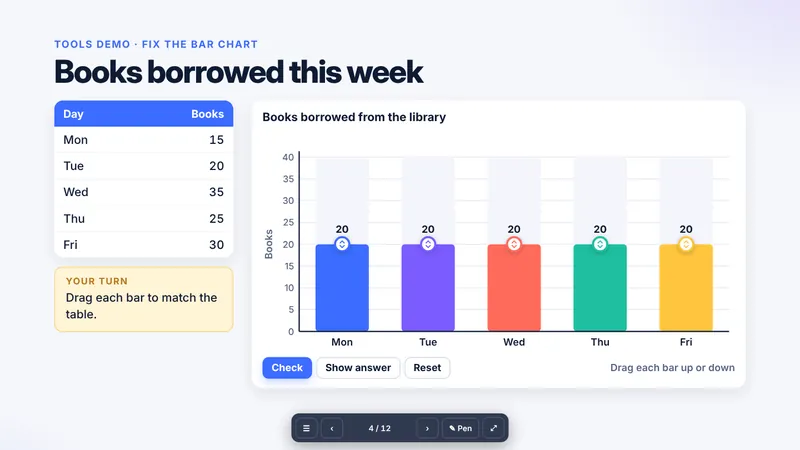 TOOLS DEMO · FIX THE BAR CHART
Books borrowed this week
Day Books
Mon 15
Tue 20
Wed 35
Thu 25
Fri 30
YOUR TURN
Drag each bar to match the
table.
Books borrowed from the library
Books
40
35
30
25
20
15
10
5
0
20 20 20 20 20
Mon Tue Wed Thu Fri
Check Show answer Reset Drag each bar up or down
☰ ‹ 4 / 12 › ✎ Pen ⤢